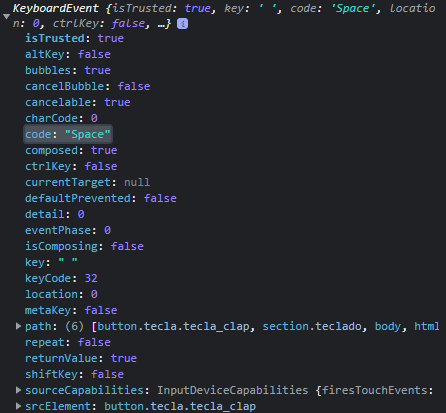 KeyboardEvent {isTrusted: true, key: ' ', code: 'Space', locatio
n: 0, ctrlKey: false, …} i
isTrusted: true
altKey: false
bubbles: true
cancelBubble: false
cancelable: true
charCode: 0
code: "Space"
composed: true
ctrlKey: false
currentTarget: null
defaultPrevented: false
detail: 0
eventPhase: 0
isComposing: false
key: " "
keyCode: 32
location: 0
metaKey: false
path: (6) [button.tecla.tecla_clap, section.teclado, body, html
repeat: false
returnValue: true
shiftKey: false
sourceCapabilities: InputDeviceCapabilities {firesTouchEvents:
srcElement: button.tecla.tecla_clap